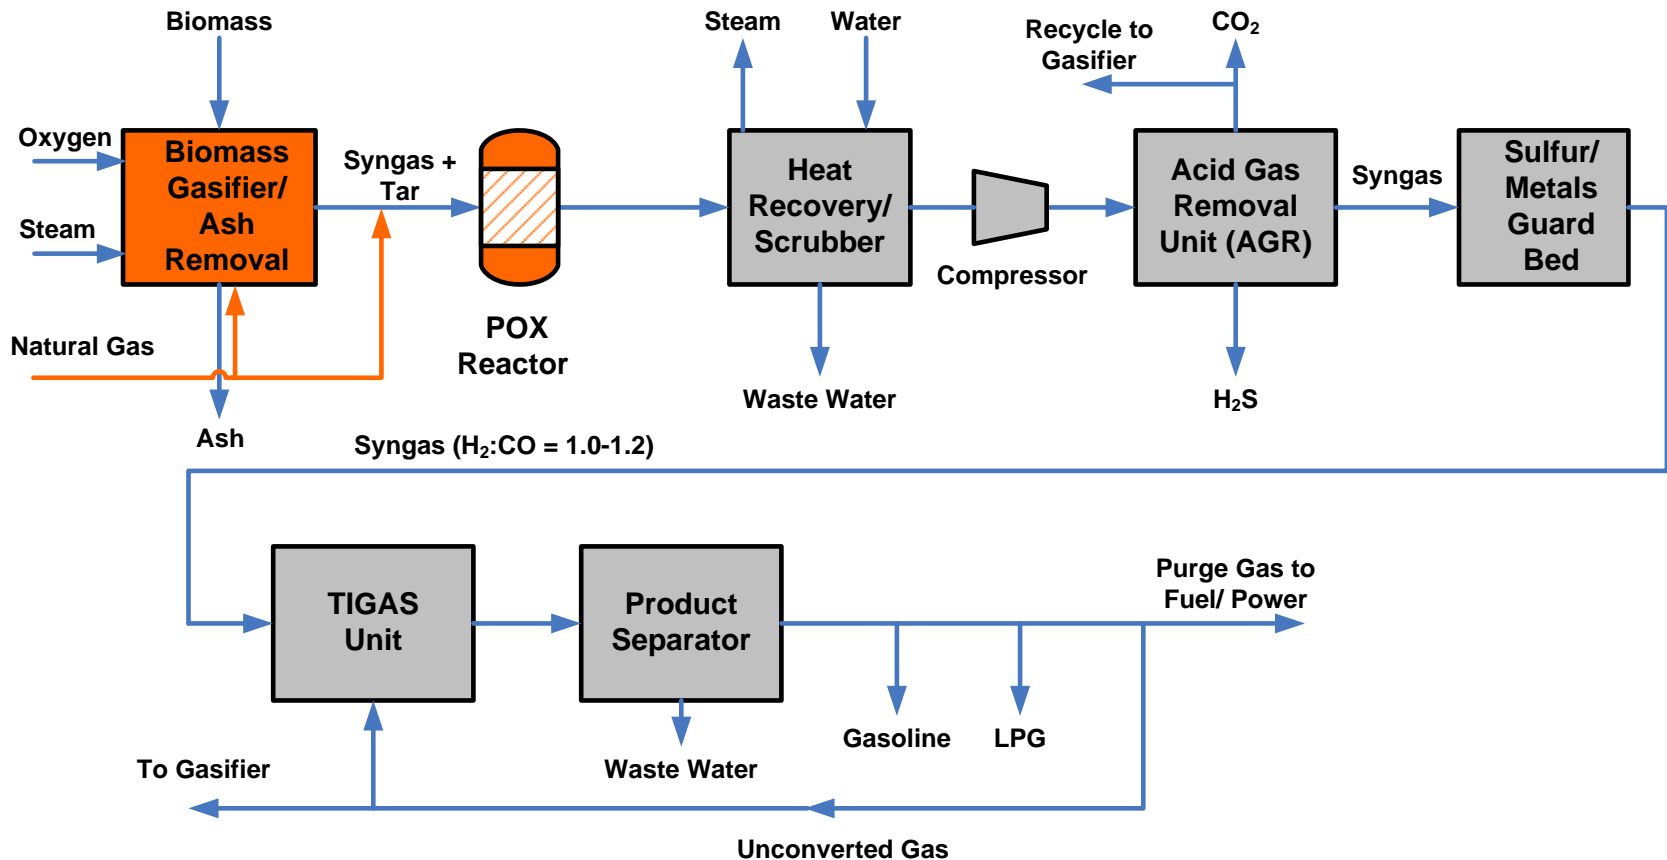 Biomass
Steam
Water
Recycle to
Gasifier
CO₂
Oxygen
Steam
Biomass
Gasifier/
Ash
Removal
Syngas +
Tar
Heat
Recovery/
Scrubber
Compressor
Acid Gas
Removal
Unit (AGR)
Syngas
Sulfur/
Metals
Guard
Bed
Natural Gas
POX
Reactor
Ash
Waste Water
H₂S
Syngas (H₂:CO = 1.0-1.2)
TIGAS
Unit
Product
Separator
Purge Gas to
Fuel/ Power
Gasoline
LPG
To Gasifier
Waste Water
Unconverted Gas